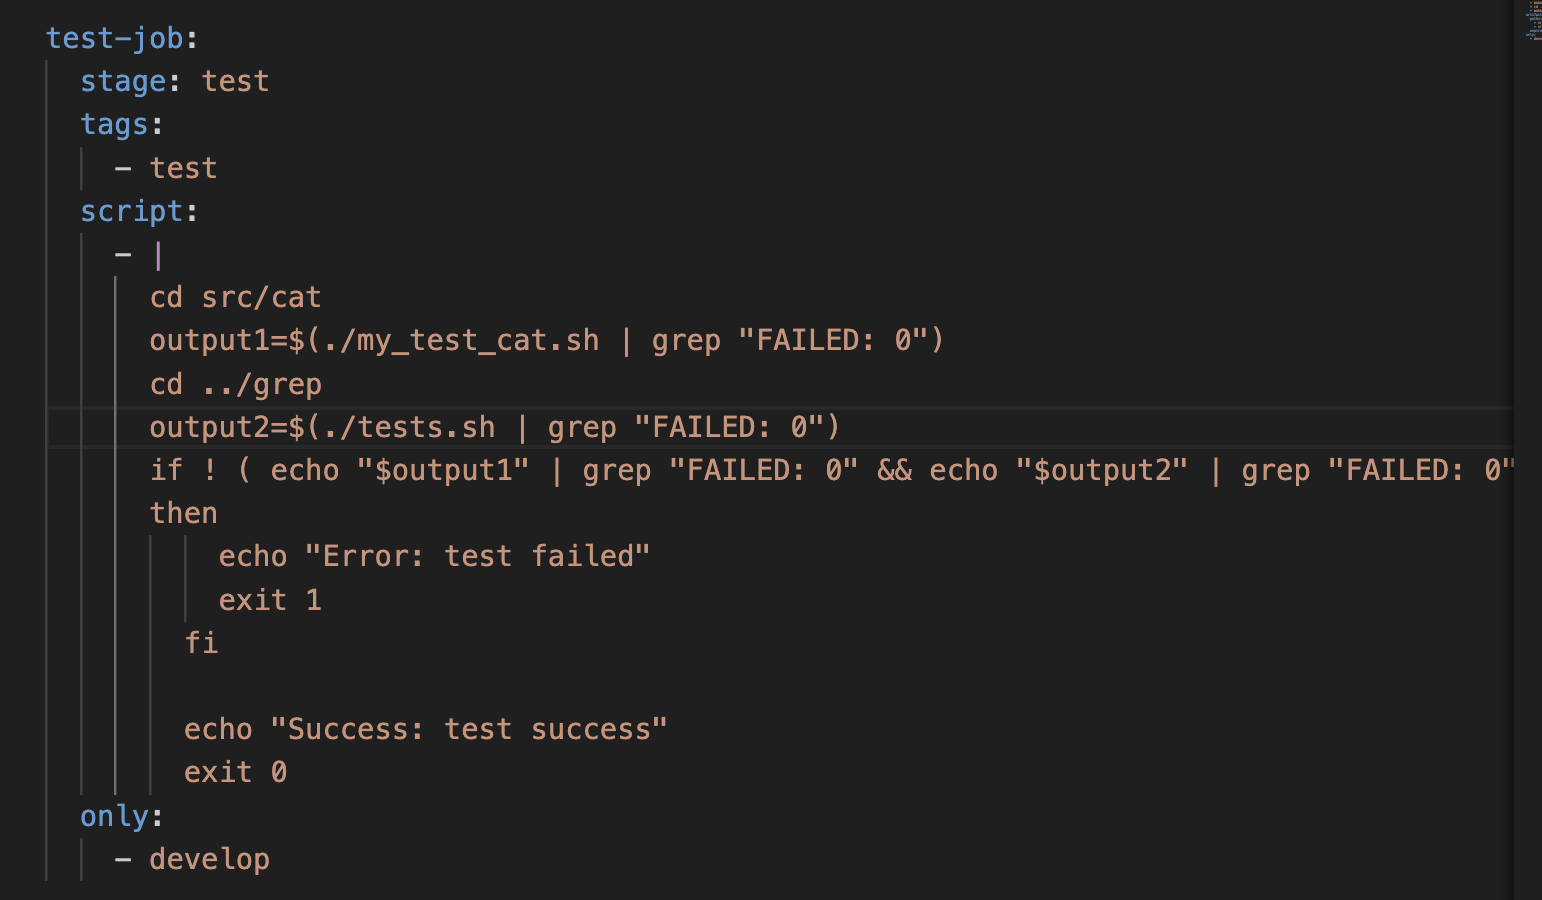 test-job:
  stage: test
  tags:
    - test
  script:
    - |
      cd src/cat
      output1=$(./my_test_cat.sh | grep "FAILED: 0")
      cd ../grep
      output2=$(./tests.sh | grep "FAILED: 0")
      if ! ( echo "$output1" | grep "FAILED: 0" && echo "$output2" | grep "FAILED: 0"
      then
          echo "Error: test failed"
          exit 1
        fi

        echo "Success: test success"
        exit 0
  only:
    - develop